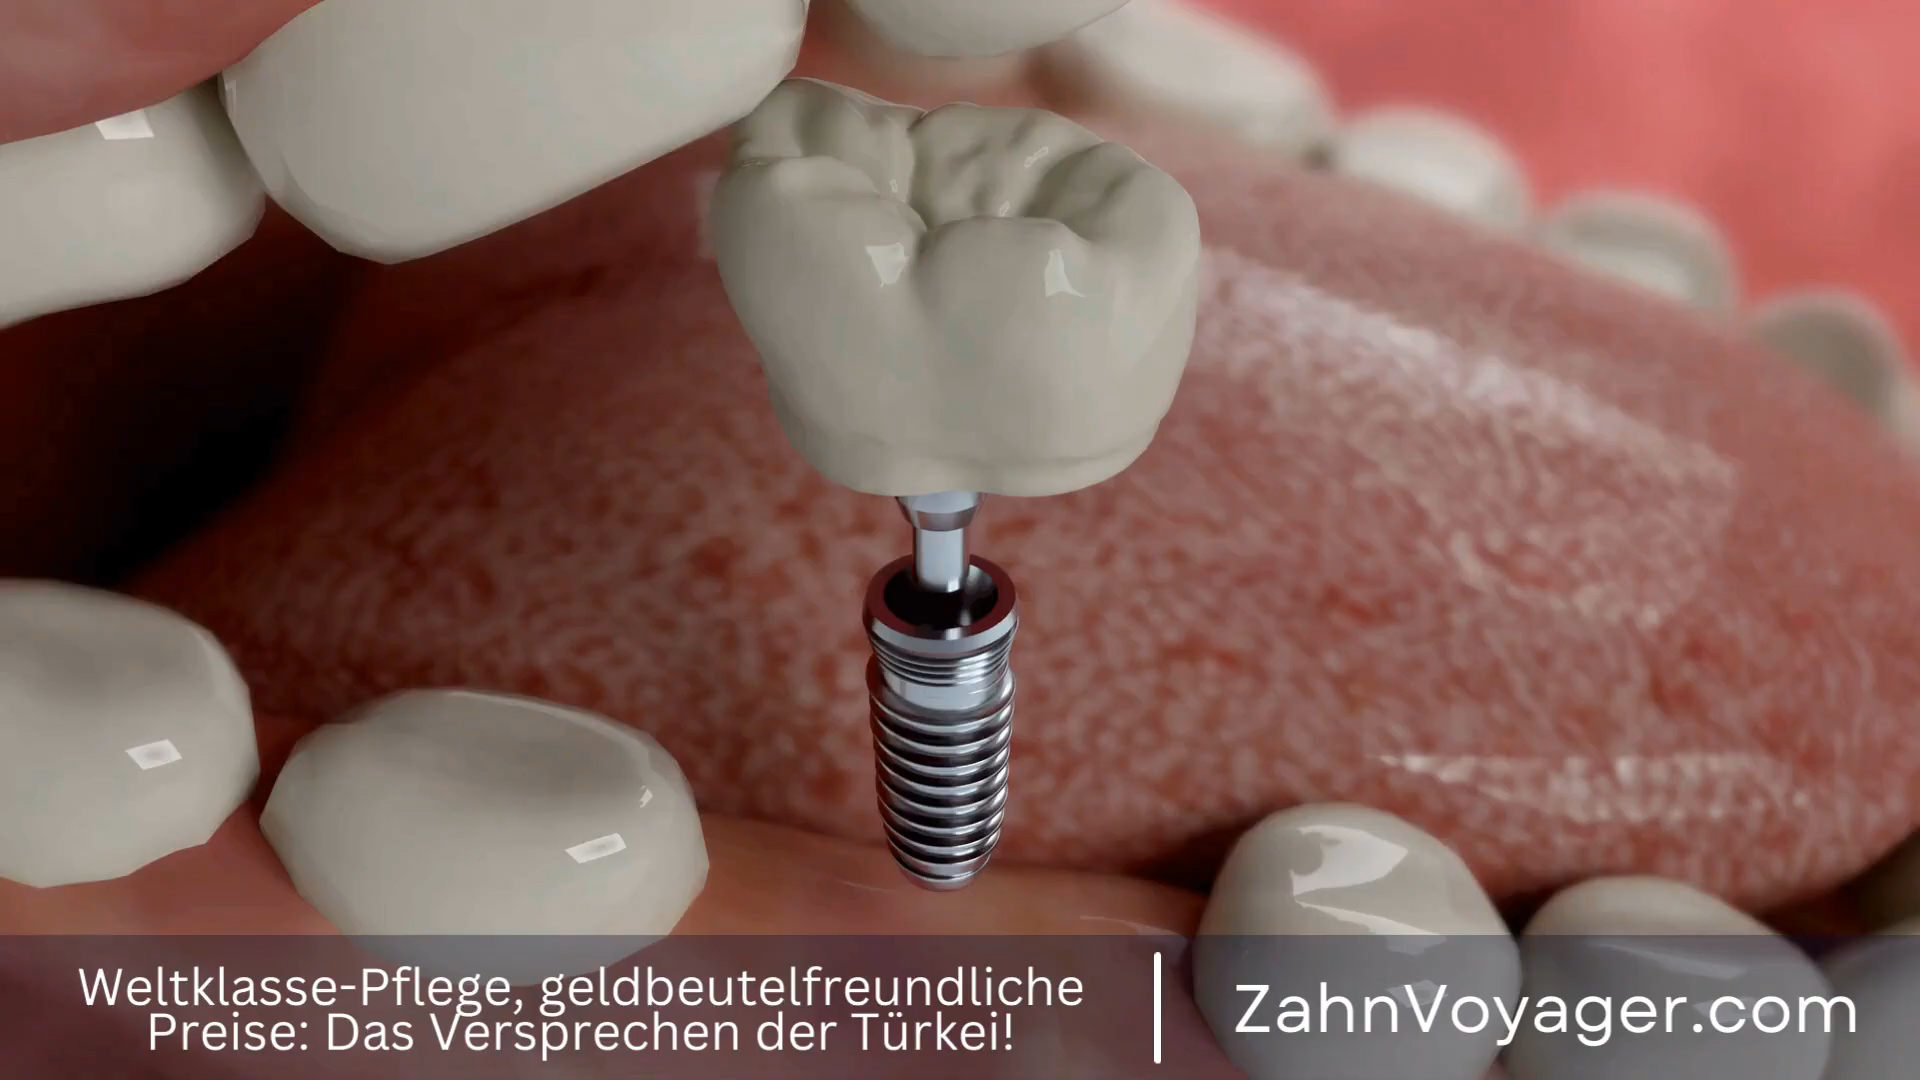 Weltklasse-Pflege, geldbeutelfreundliche
Preise: Das Versprechen der Türkei!
ZahnVoyager.com